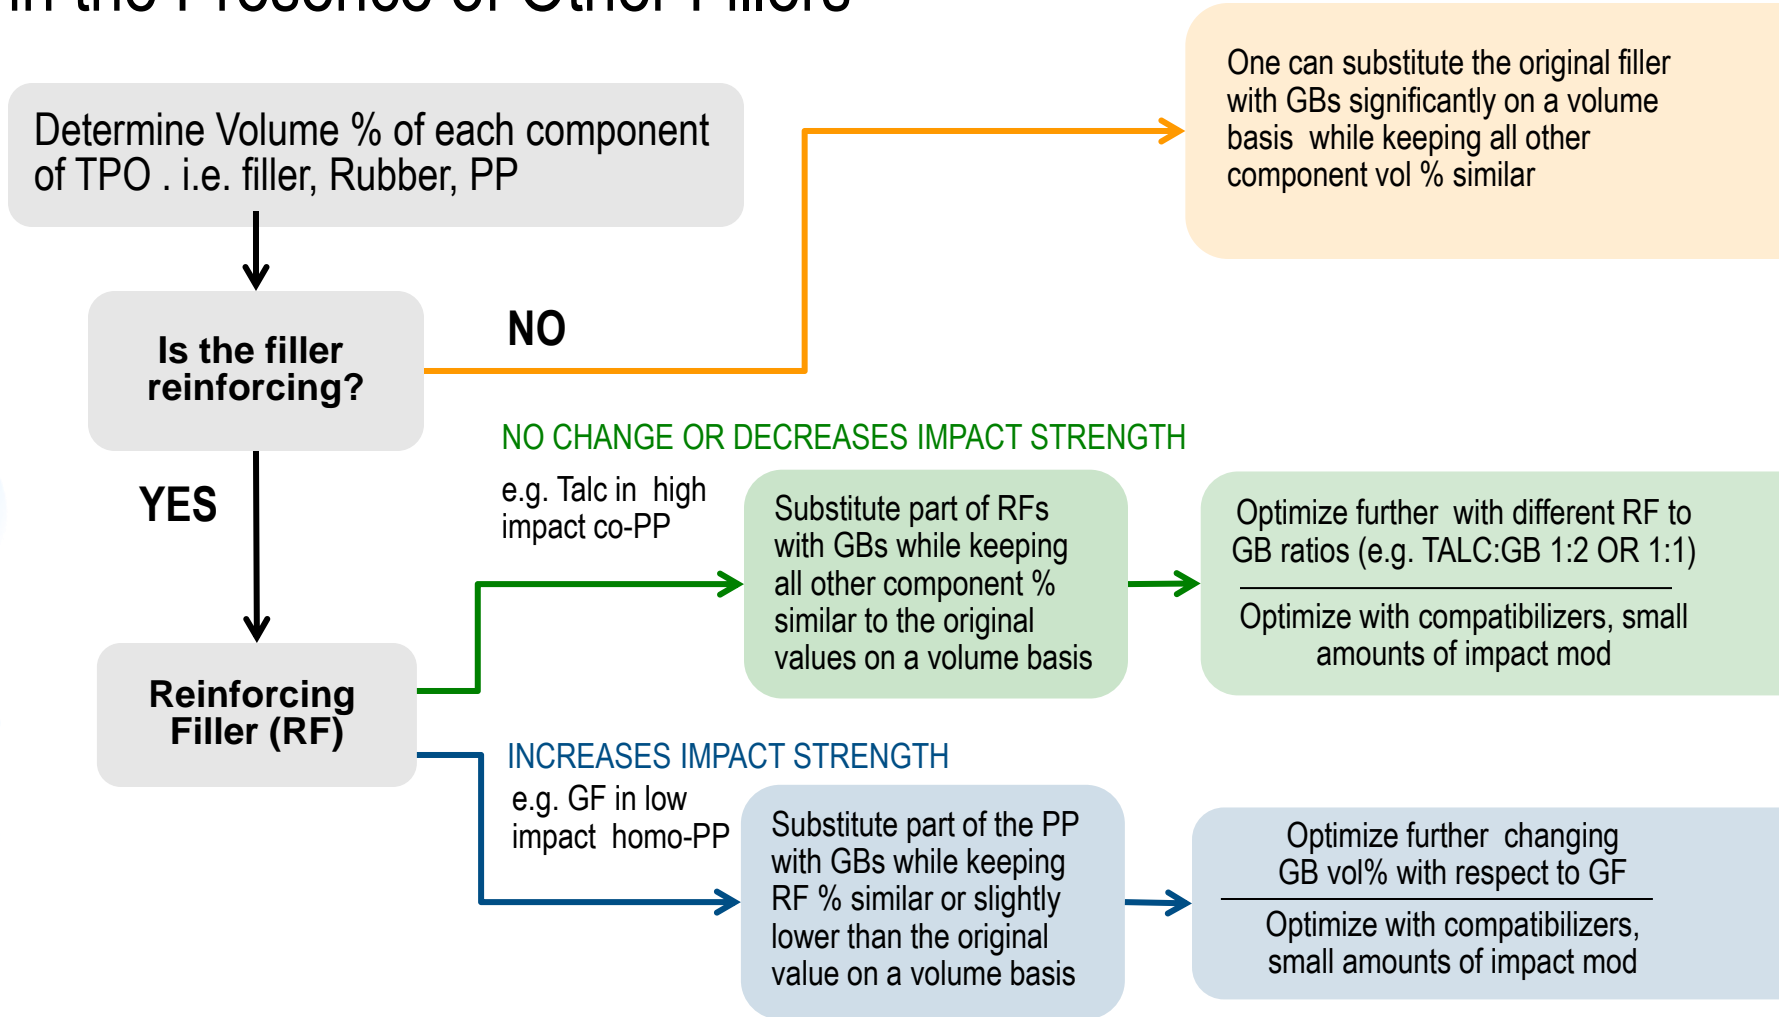 in the Presence of Other Fillers
Determine Volume % of each component
of TPO . i.e. filler, Rubber, PP
One can substitute the original filler
with GBs significantly on a volume
basis while keeping all other
component vol % similar
Is the filler
reinforcing?
NO
YES
NO CHANGE OR DECREASES IMPACT STRENGTH
e.g. Talc in high
impact co-PP
Substitute part of RFs
with GBs while keeping
all other component %
similar to the original
values on a volume basis
Optimize further with different RF to
GB ratios (e.g. TALC:GB 1:2 OR 1:1)
Optimize with compatibilizers, small
amounts of impact mod
Reinforcing
Filler (RF)
INCREASES IMPACT STRENGTH
e.g. GF in low
impact homo-PP
Substitute part of the PP
with GBs while keeping
RF % similar or slightly
lower than the original
value on a volume basis
Optimize further changing
GB vol% with respect to GF
Optimize with compatibilizers,
small amounts of impact mod